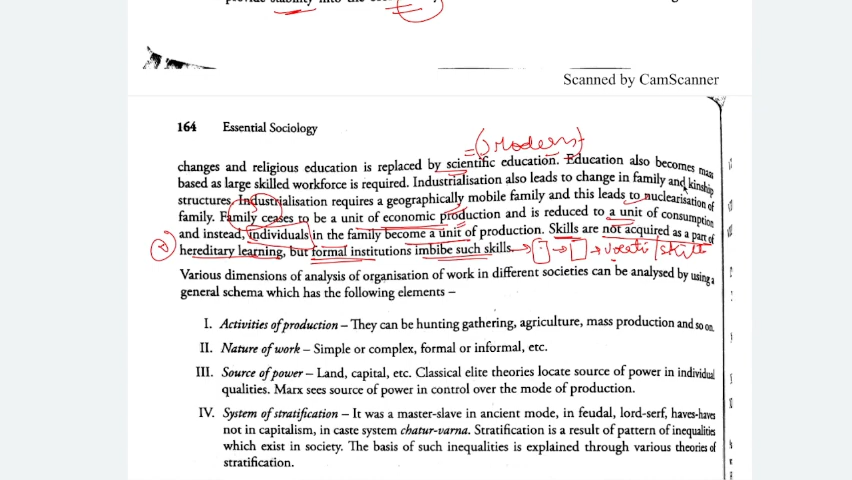 provide stability into the
Scanned by CamScanner
164 Essential Sociology
= (Modern)
changes and religious education is replaced by scientific education. Education also becomes mass
based as large skilled workforce is required. Industrialisation also leads to change in family and kinship
structures. Industrialisation requires a geographically mobile family and this leads to nuclearisation of
family. Family ceases to be a unit of economic production and is reduced to a unit of consumption
and instead, individuals in the family become a unit of production. Skills are not acquired as a part of
hereditary learning, but formal institutions imbibe such skills. → → → vocati / skills
Various dimensions of analysis of organisation of work in different societies can be analysed by using a
general schema which has the following elements –
I. Activities of production – They can be hunting gathering, agriculture, mass production and so on.
II. Nature of work – Simple or complex, formal or informal, etc.
III. Source of power – Land, capital, etc. Classical elite theories locate source of power in individual
qualities. Marx sees source of power in control over the mode of production.
IV. System of stratification – It was a master-slave in ancient mode, in feudal, lord-serf, haves-haves
not in capitalism, in caste system chatur-varna. Stratification is a result of pattern of inequalities
which exist in society. The basis of such inequalities is explained through various theories of
stratification.